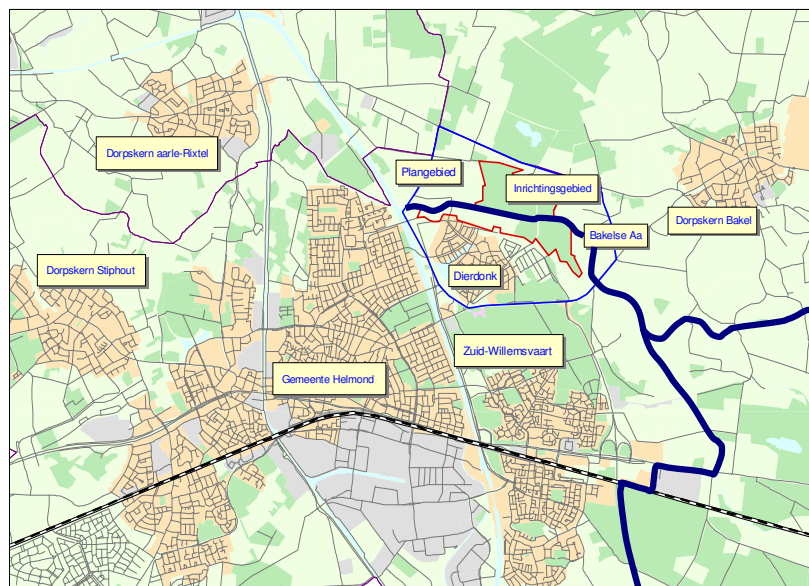 Dorpskern aarle-Rixtel
Plangebied
Inrichtingsgebied
Dorpskern Bakel
Bakelse Aa
Dorpskern Stiphout
Dierdonk
Zuid-Willemsvaart
Gemeente Helmond